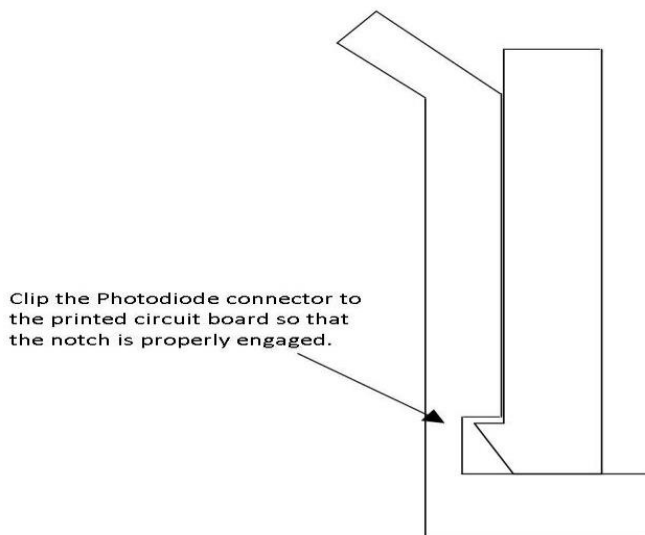 Clip the Photodiode connector to
the printed circuit board so that
the notch is properly engaged.